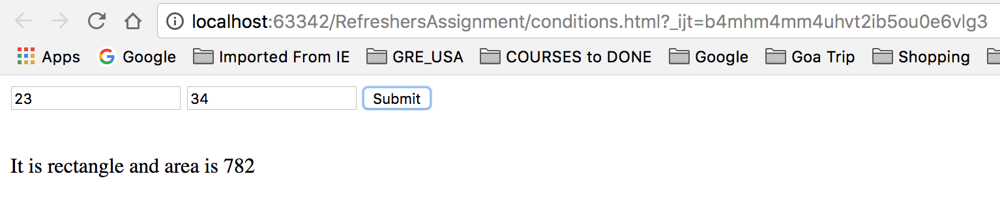 localhost:63342/RefreshersAssignment/conditions.html?_ijt=b4mhm4mm4uhvt2ib5ou0e6vlg3
Apps Google Imported From IE GRE_USA COURSES to DONE Google Goa Trip Shopping
23 34 Submit
It is rectangle and area is 782